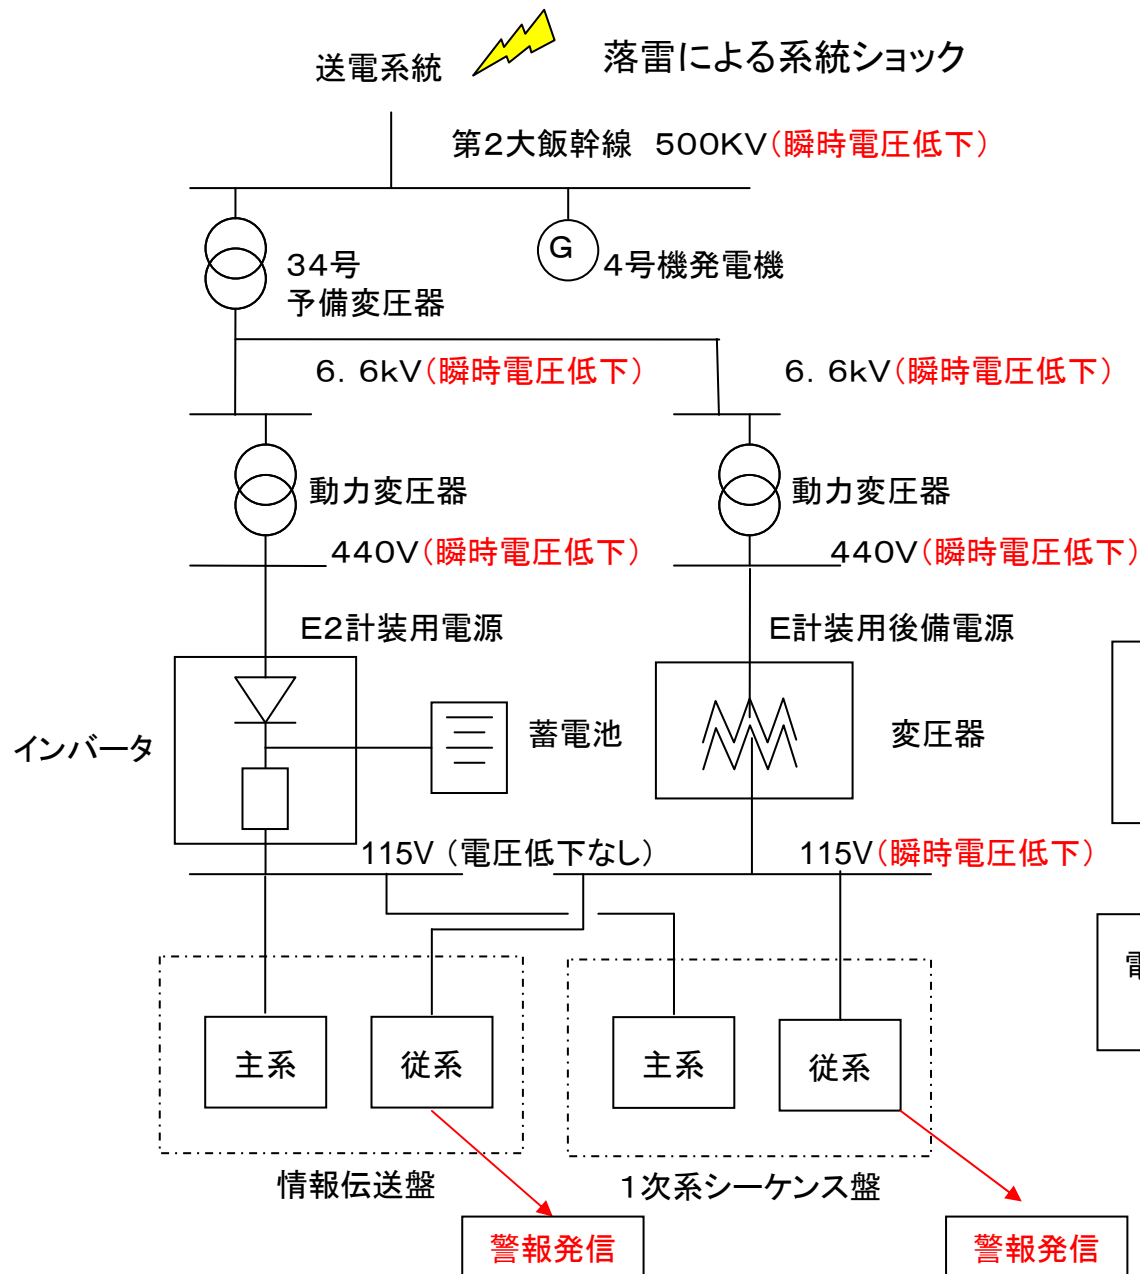 落雷による系統ショック
送電系統
第2大飯幹線 500KV(瞬時電圧低下)
G
4号機発電機
34号
予備変圧器
6.6kV(瞬時電圧低下)
6.6kV(瞬時電圧低下)
動力変圧器
動力変圧器
440V(瞬時電圧低下)
440V(瞬時電圧低下)
E2計装用電源
E計装用後備電源
インバータ
蓄電池
変圧器
115V (電圧低下なし)
115V(瞬時電圧低下)
電
主系
従系
主系
従系
情報伝送盤
1次系シーケンス盤
警報発信
警報発信